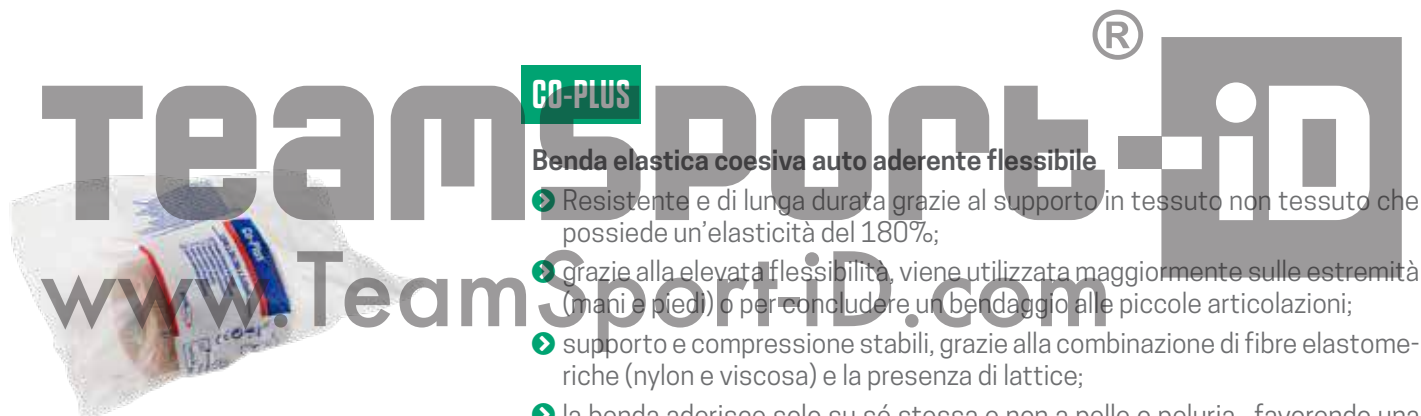 ®
TeamSport-iD
CO-PLUS
Benda elastica coesiva auto aderente flessibile
Resistente e di lunga durata grazie al supporto in tessuto non tessuto che
possiede un'elasticità del 180%;
grazie alla elevata flessibilità, viene utilizzata maggiormente sulle estremità
(mani e piedi) o per concludere un bendaggio alle piccole articolazioni;
www.TeamSport-iD.com
supporto e compressione stabili, grazie alla combinazione di fibre elastome-
riche (nylon e viscosa) e la presenza di lattice;
la benda aderisce solo su sé stessa e non a pelle o peluria, favorendo una
Co-Plus